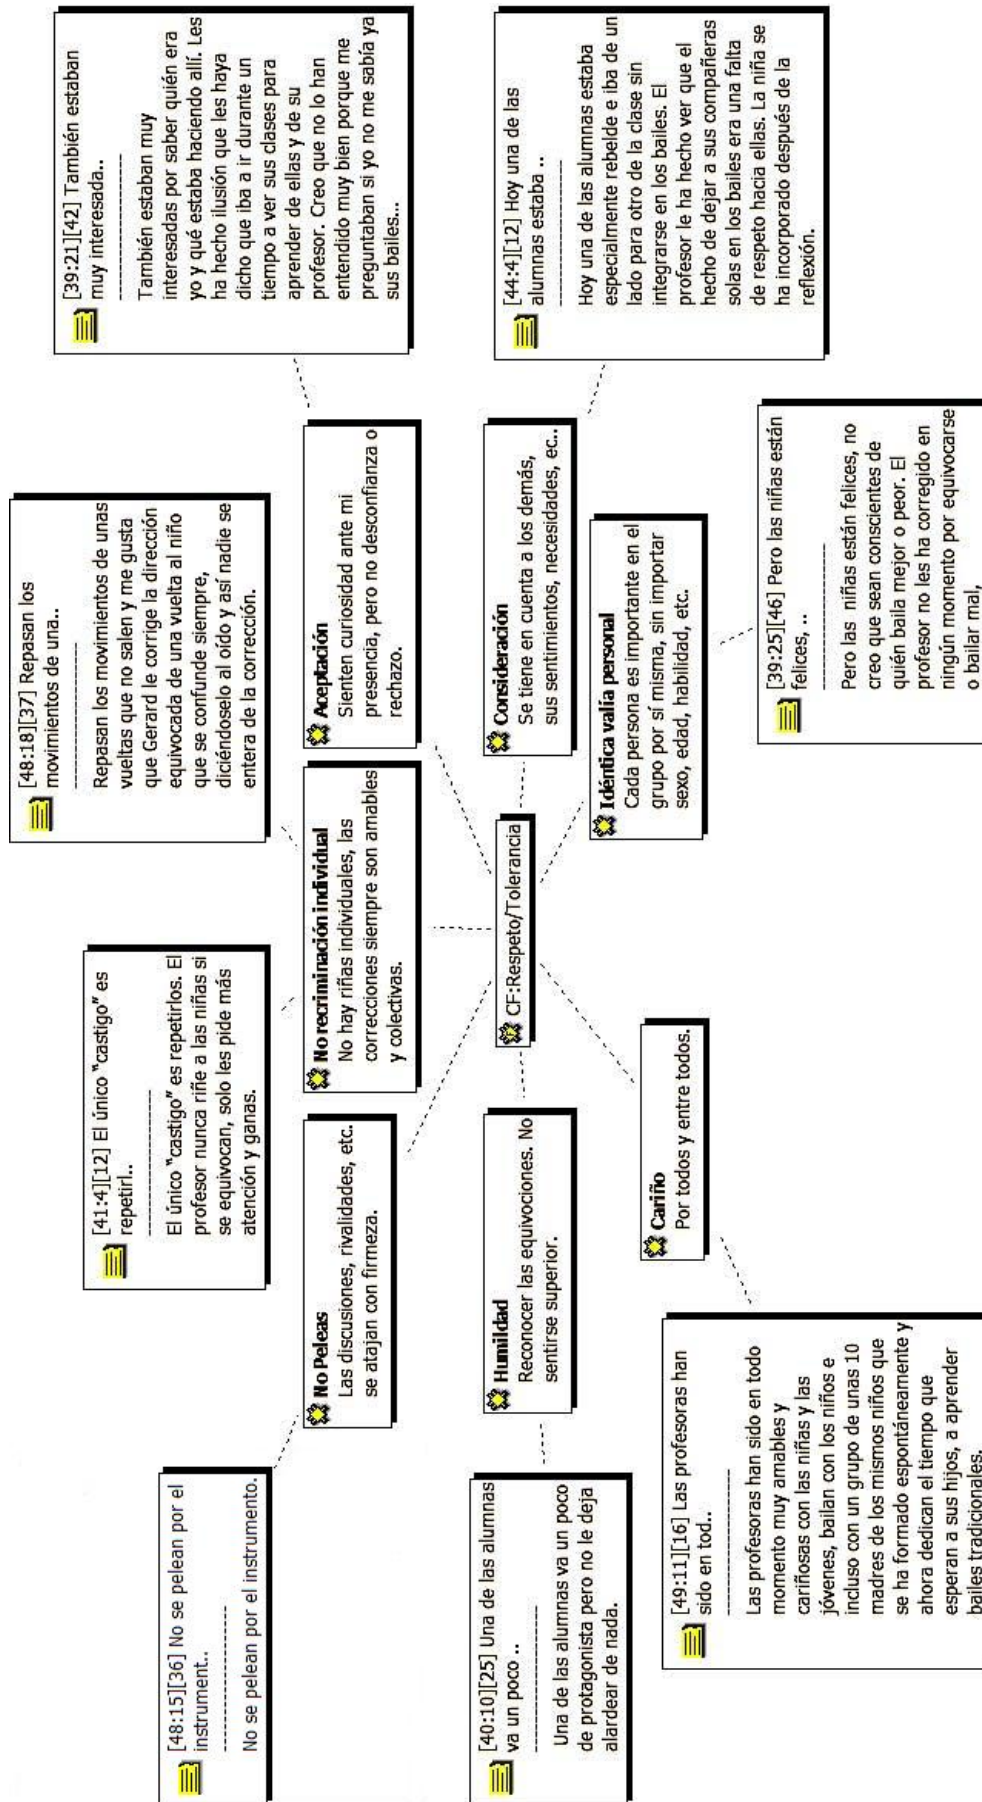 [48:15][36] No se pelean por el
instrument..
No se pelean por el instrumento.
[41:4][12] El único "castigo" es
repetirl..
El único "castigo" es repetirlos. El
profesor nunca riñe a las niñas si
se equivocan, solo les pide más
atención y ganas.
[48:18][37] Repasan los
movimientos de una..
Repasan los movimientos de unas
vueltas que no salen y me gusta
que Gerard le corrige la dirección
equivocada de una vuelta al niño
que se confunde siempre,
diciéndoselo al oído y así nadie se
entera de la corrección.
[39:21][42] También estaban
muy interesada..
También estaban muy
interesadas por saber quién era
yo y qué estaba haciendo allí. Les
ha hecho ilusión que les haya
dicho que iba a ir durante un
tiempo a ver sus clases para
aprender de ellas y de su
profesor. Creo que no lo han
entendido muy bien porque me
preguntaban si yo no me sabía ya
sus bailes...
No Peleas
Las discusiones, rivalidades, etc.
se atajan con firmeza.
No recriminación individual
No hay riñas individuales, las
correcciones siempre son amables
y colectivas.
Aceptación
Sienten curiosidad ante mi
presencia, pero no desconfianza o
rechazo.
[40:10][25] Una de las alumnas
va un poco ..
Una de las alumnas va un poco
de protagonista pero no le deja
alardear de nada.
Humildad
Reconocer las equivociones. No
sentirse superior.
CF:Respeto/Tolerancia
Consideración
Se tiene en cuenta a los demás,
sus sentimientos, necesidades, ec..
[44:4][12] Hoy una de las
alumnas estaba ..
Hoy una de las alumnas estaba
especialmente rebelde e iba de un
lado para otro de la clase sin
integrarse en los bailes. El
profesor le ha hecho ver que el
hecho de dejar a sus compañeras
solas en los bailes era una falta
de respeto hacia ellas. La niña se
ha incorporado después de la
reflexión.
Idéntica valía personal
Cada persona es importante en el
grupo por sí misma, sin importar
sexo, edad, habilidad, etc.
Cariño
Por todos y entre todos.
[49:11][16] Las profesoras han
sido en tod..
Las profesoras han sido en todo
momento muy amables y
cariñosas con las niñas y las
jóvenes, bailan con los niños e
incluso con un grupo de unas 10
madres de los mismos niños que
se ha formado espontáneamente y
ahora dedican el tiempo que
esperan a sus hijos, a aprender
bailes tradicionales.
[39:25][46] Pero las niñas están
felices, ..
Pero las niñas están felices, no
creo que sean conscientes de
quién baila mejor o peor. El
profesor no les ha corregido en
ningún momento por equivocarse
o bailar mal,